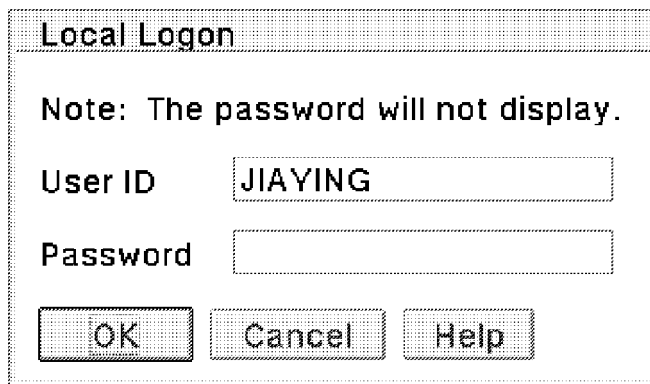 Local Logon
Note: The password will not display.
User ID JIAYING
Password
OK Cancel Help